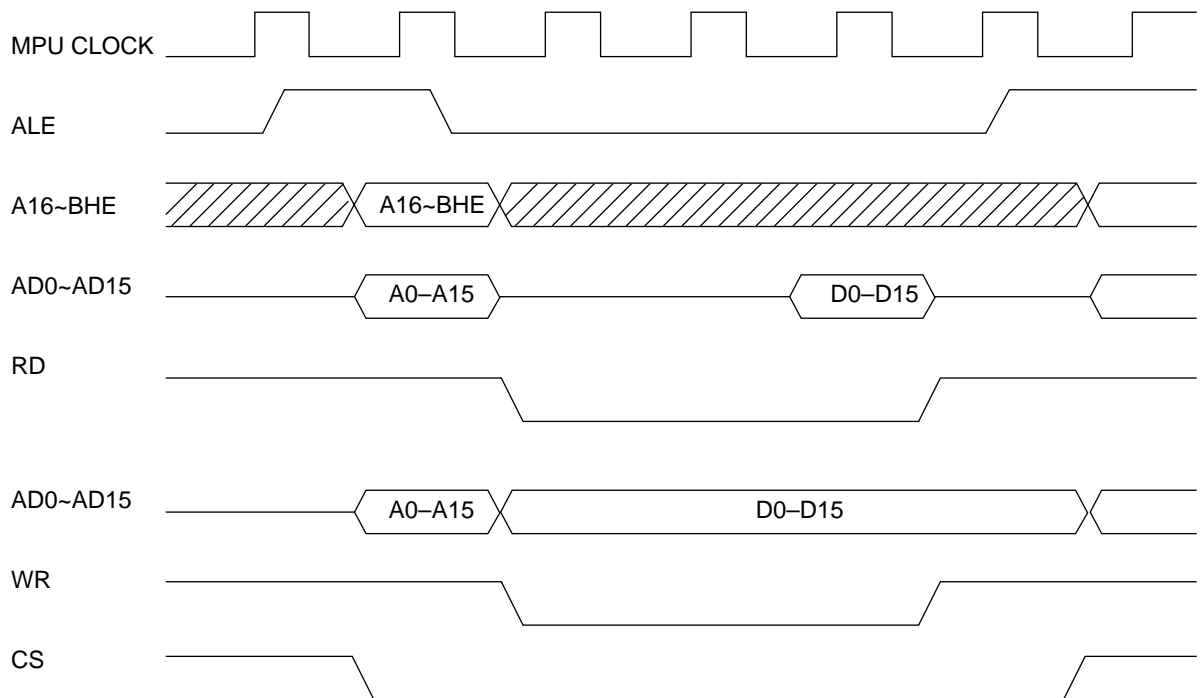 MPU CLOCK
ALE
A16~BHE
A16~BHE
AD0~AD15
A0–A15
D0–D15
RD
AD0~AD15
A0–A15
D0–D15
WR
CS